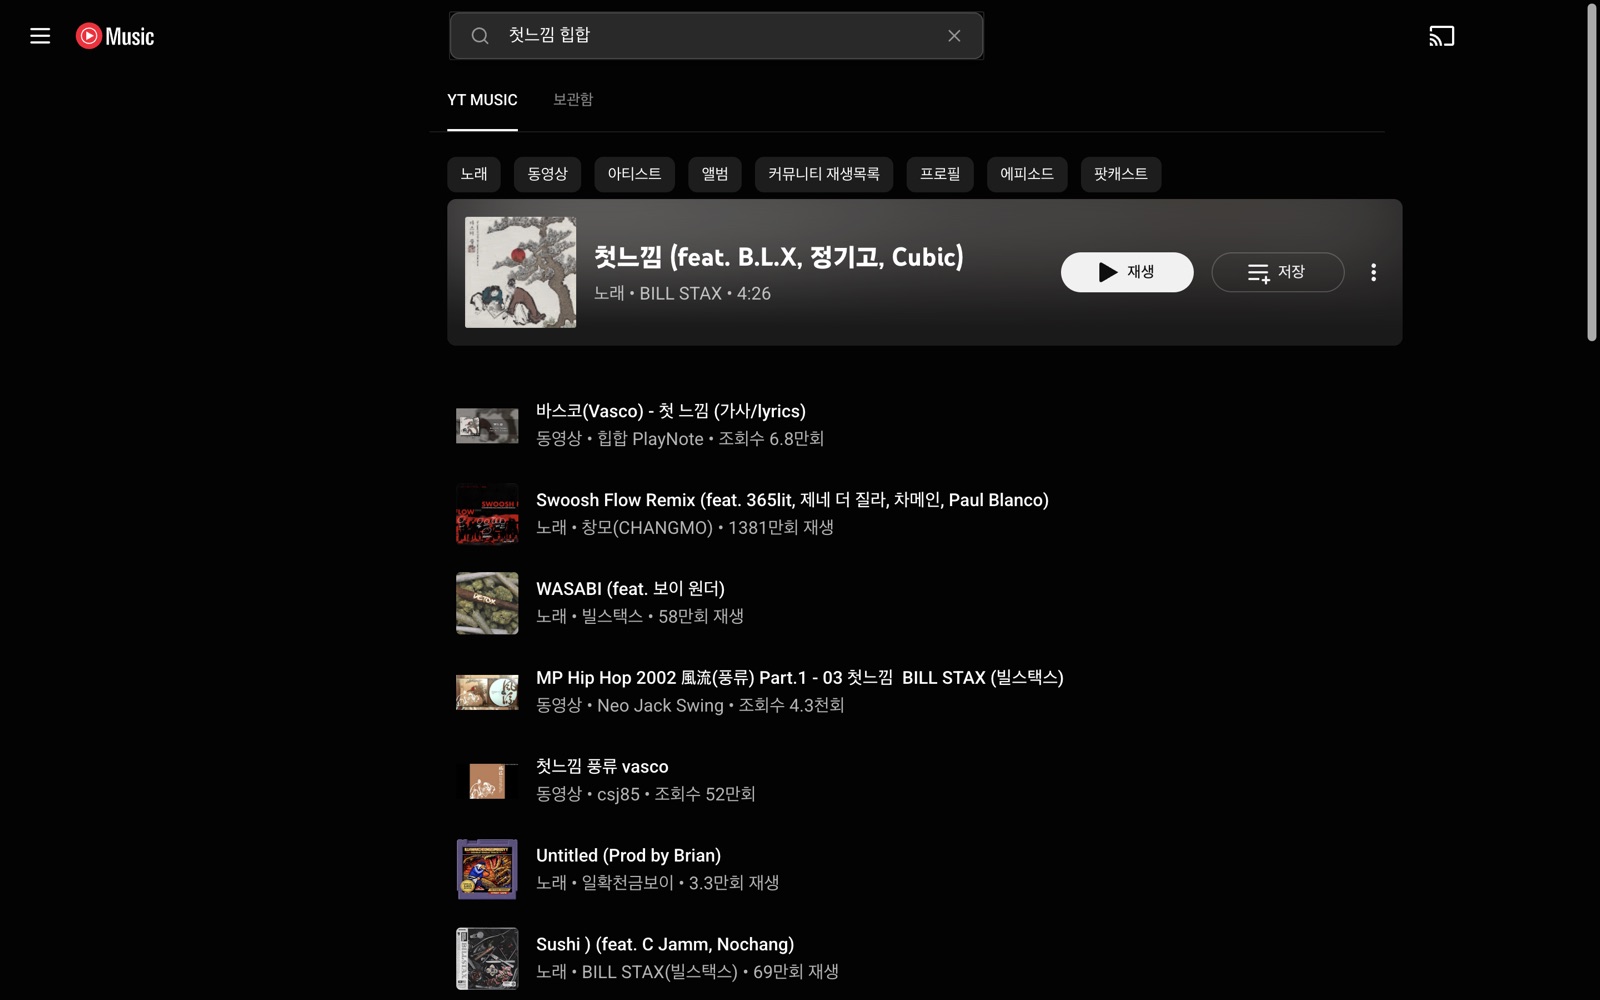 Music
첫느낌 힙합
YT MUSIC
보관함
노래
동영상
아티스트
앨범
커뮤니티 재생목록
프로필
에피소드
팟캐스트
첫느낌 (feat. B.L.X, 정기고, Cubic)
노래 • BILL STAX • 4:26
재생
저장
바스코(Vasco) - 첫 느낌 (가사/lyrics)
동영상 • 힙합 PlayNote • 조회수 6.8만회
Swoosh Flow Remix (feat. 365lit, 제네 더 질라, 차메인, Paul Blanco)
노래 • 창모(CHANGMO) • 1381만회 재생
WASABI (feat. 보이 원더)
노래 • 빌스택스 • 58만회 재생
MP Hip Hop 2002 風流(풍류) Part.1 - 03 첫느낌  BILL STAX (빌스택스)
동영상 • Neo Jack Swing • 조회수 4.3천회
첫느낌 풍류 vasco
동영상 • csj85 • 조회수 52만회
Untitled (Prod by Brian)
노래 • 일확천금보이 • 3.3만회 재생
Sushi ) (feat. C Jamm, Nochang)
노래 • BILL STAX(빌스택스) • 69만회 재생